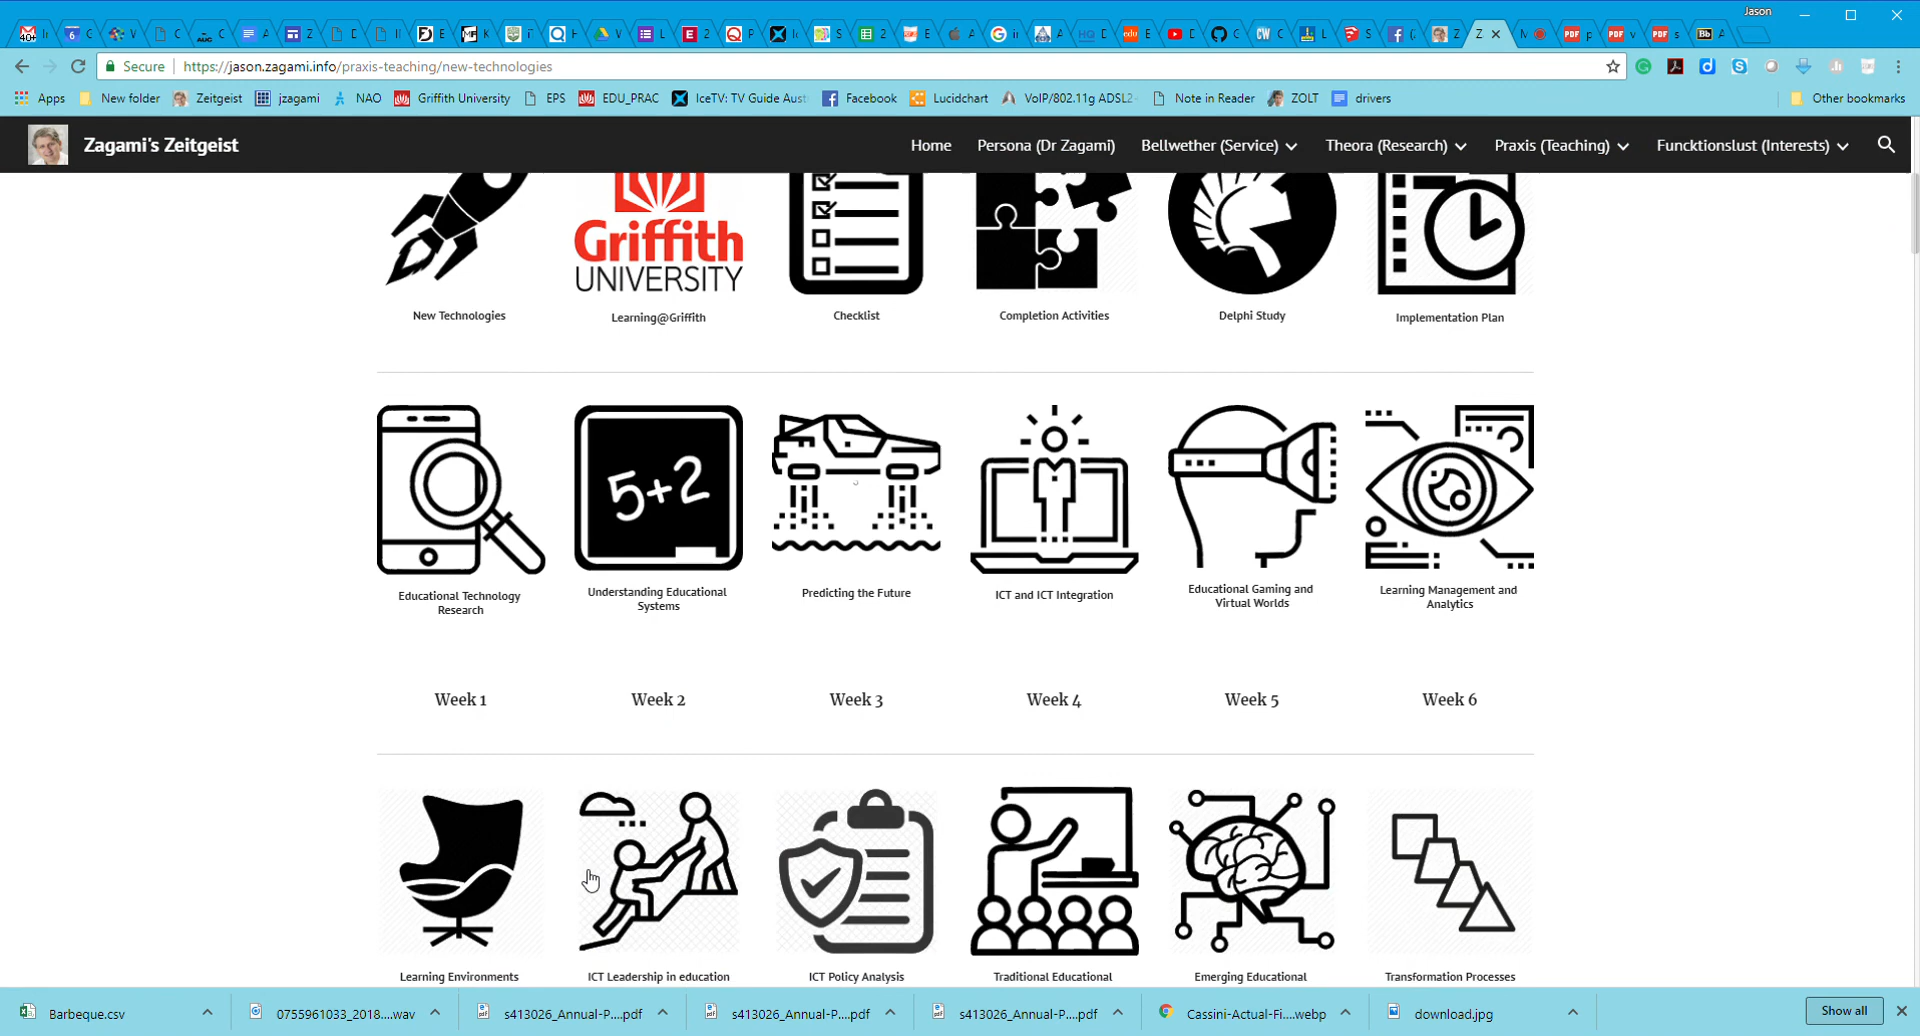 Jason
40+
Secure | https://jason.zagami.info/praxis-teaching/new-technologies
Apps New folder Zeitgeist jzagami NAO Griffith University EPS EDU_PRAC IceTV: TV Guide Aust Facebook Lucidchart VoIP/802.11g ADSL2- Note in Reader ZOLT drivers Other bookmarks
Zagami's Zeitgeist Home Persona (Dr Zagami) Bellwether (Service) Theora (Research) Praxis (Teaching) Funcktionslust (Interests)
Griffith
UNIVERSITY
New Technologies Learning@Griffith Checklist Completion Activities Delphi Study Implementation Plan
5+2
Educational Technology Research
Understanding Educational Systems
Predicting the Future
ICT and ICT Integration
Educational Gaming and Virtual Worlds
Learning Management and Analytics
Week 1 Week 2 Week 3 Week 4 Week 5 Week 6
Learning Environments ICT Leadership in education ICT Policy Analysis Traditional Educational Emerging Educational Transformation Processes
Barbeque.csv 0755961033_2018....wav s413026_Annual-P....pdf s413026_Annual-P....pdf s413026_Annual-P....pdf Cassini-Actual-Fi....webp download.jpg Show all